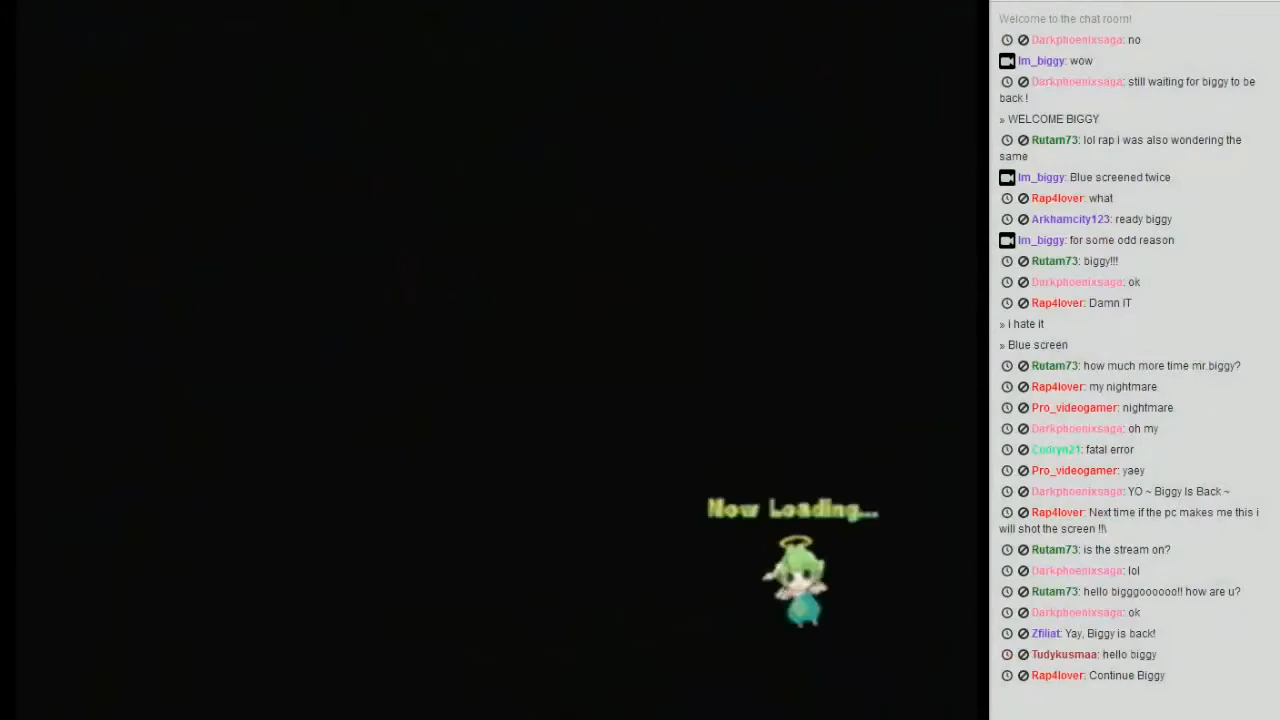 Now Loading...
Welcome to the chat room!
Darkphoenixsaga: no
Im_biggy: wow
Darkphoenixsaga: still waiting for biggy to be
back !
» WELCOME BIGGY
Rutam73: lol rap i was also wondering the
same
Im_biggy: Blue screened twice
Rap4lover: what
Arkhamcity123: ready biggy
Im_biggy: for some odd reason
Rutam73: biggy!!!
Darkphoenixsaga: ok
Rap4lover: Damn IT
» i hate it
» Blue screen
Rutam73: how much more time mr.biggy?
Rap4lover: my nightmare
Pro_videogamer: nightmare
Darkphoenixsaga: oh my
fatal error
Pro_videogamer: yaey
Darkphoenixsaga: YO ~ Biggy Is Back ~
Rap4lover: Next time if the pc makes me this i
will shot the screen !!\
Rutam73: is the stream on?
Darkphoenixsaga: lol
Rutam73: hello bigggoooooo!! how are u?
Darkphoenixsaga: ok
Zfiliat: Yay, Biggy is back!
Tudykusmaa: hello biggy
Rap4lover: Continue Biggy